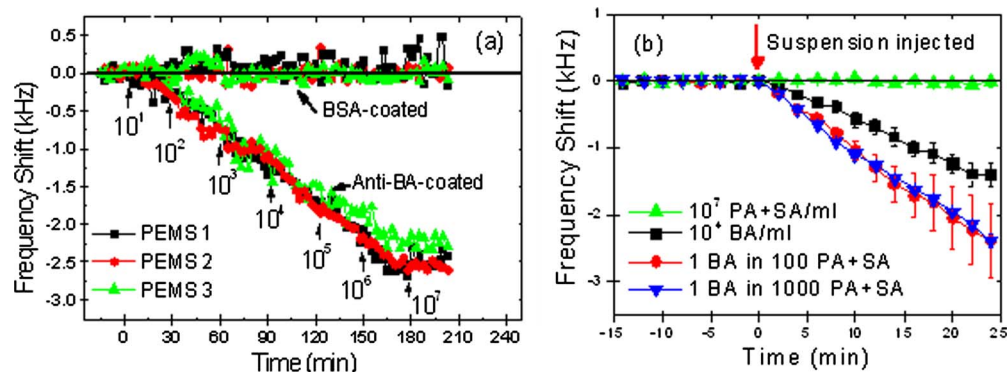 (a)
Frequency Shift (kHz)
0.5
0.0
-0.5
-1.0
-1.5
-2.0
-2.5
-3.0
BSA-coated
Anti-BA-coated
10¹
10²
10³
10⁴
10⁵
10⁶
10⁷
PEMS 1
PEMS 2
PEMS 3
-30 0 30 60 90 120 150 180 210 240
Time (min)
(b)
Suspension injected
Frequency Shift (kHz)
1
0
-1
-2
-3
10⁷ PA+SA/ml
10⁴ BA/ml
1 BA in 100 PA+SA
1 BA in 1000 PA+SA
-15 -10 -5 0 5 10 15 20 25
Time (min)